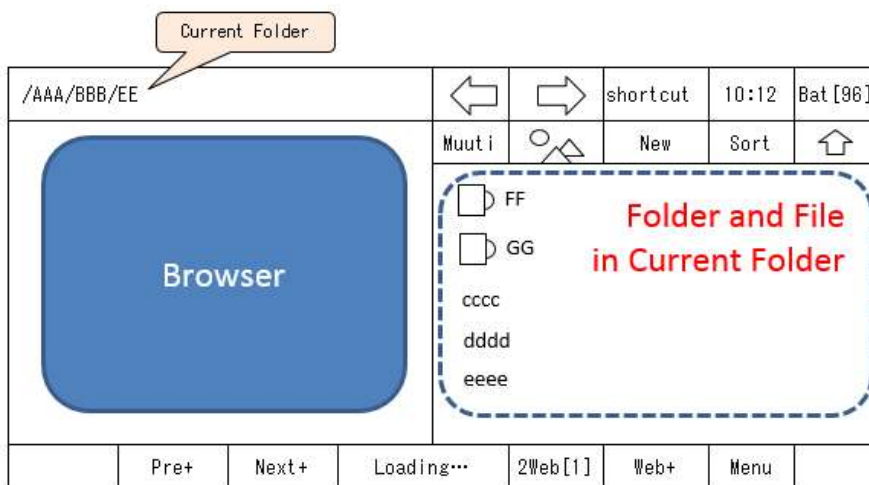 Current Folder
/AAA/BBB/EE
shortcut
10:12
Bat[96]
Muuti
New
Sort
Browser
FF
GG
cccc
dddd
eeee
Folder and File
in Current Folder
Pre+
Next+
Loading…
2Web[1]
Web+
Menu